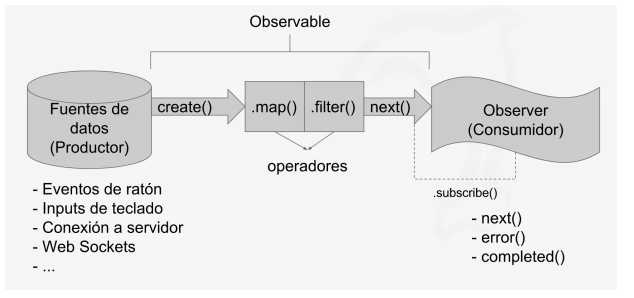 Observable
Fuentes de
datos
(Productor)
create()
.map()
.filter()
next()
Observer
(Consumidor)
operadores
.subscribe()
- Eventos de ratón
- Inputs de teclado
- Conexión a servidor
- Web Sockets
- ...
- next()
- error()
- completed()